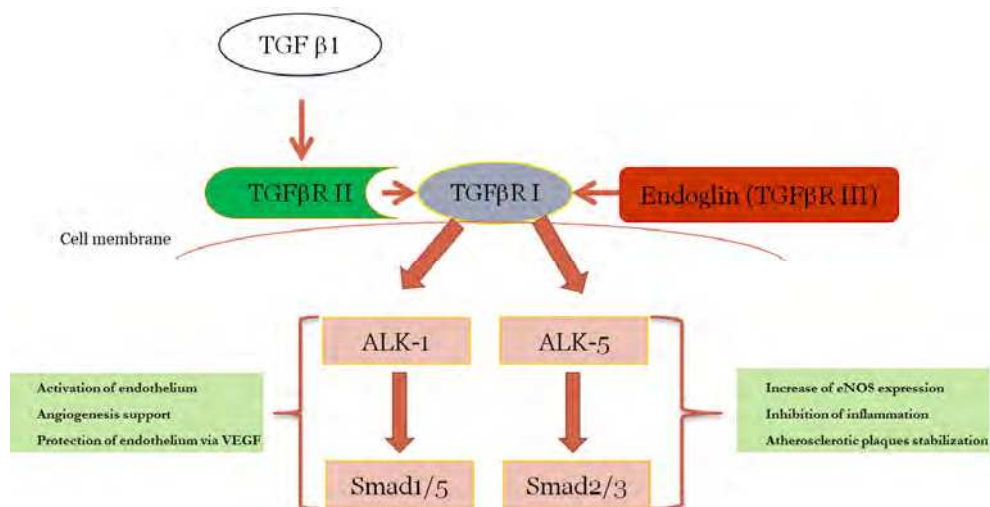 TGF β1
TGFβR II
TGFβR I
Endoglin (TGFβR III)
Cell membrane
ALK-1
ALK-5
Activation of endothelium
Angiogenesis support
Protection of endothelium via VEGF
Increase of eNOS expression
Inhibition of inflammation
Atherosclerotic plaques stabilization
Smad1/5
Smad2/3